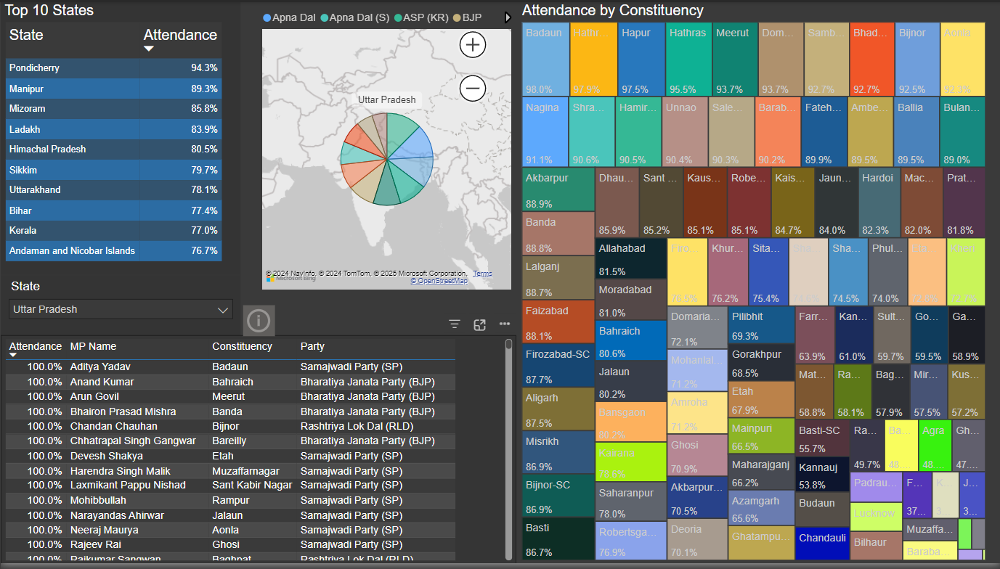 Top 10 States
State Attendance
Pondicherry 94.3%
Manipur 89.3%
Mizoram 85.8%
Ladakh 83.9%
Himachal Pradesh 80.5%
Sikkim 79.7%
Uttarakhand 78.1%
Bihar 77.4%
Kerala 77.0%
Andaman and Nicobar Islands 76.7%
State
Uttar Pradesh
Apna Dal Apna Dal (S) ASP (KR) BJP
Uttar Pradesh
© 2024 NavInfo, © 2024 TomTom, © 2025 Microsoft Corporation, Terms
Microsoft Bing © OpenStreetMap
Attendance MP Name Constituency Party
100.0% Aditya Yadav Badaun Samajwadi Party (SP)
100.0% Anand Kumar Bahraich Bharatiya Janata Party (BJP)
100.0% Arun Govil Meerut Bharatiya Janata Party (BJP)
100.0% Bhairon Prasad Mishra Banda Bharatiya Janata Party (BJP)
100.0% Chandan Chauhan Bijnor Rashtriya Lok Dal (RLD)
100.0% Chhatrapal Singh Gangwar Bareilly Bharatiya Janata Party (BJP)
100.0% Devesh Shakya Etah Samajwadi Party (SP)
100.0% Harendra Singh Malik Muzaffarnagar Samajwadi Party (SP)
100.0% Laxmikant Pappu Nishad Sant Kabir Nagar Samajwadi Party (SP)
100.0% Mohibbullah Rampur Samajwadi Party (SP)
100.0% Narayandas Ahirwar Jalaun Samajwadi Party (SP)
100.0% Neeraj Maurya Aonla Samajwadi Party (SP)
100.0% Rajeev Rai Ghosi Samajwadi Party (SP)
100.0% Rajkumar Sangwan Baghpat Rashtriya Lok Dal (RLD)
Attendance by Constituency
Badaun Hathr... Hapur Hathras Meerut Dom... Samb... Bhad... Bijnor Aonla
98.0% 97.9% 97.5% 95.5% 93.7% 93.7% 92.7% 92.7% 92.5% 92.3%
Nagina Shra... Hamir... Unnao Sale... Barab... Fateh... Ambe... Ballia Bulan...
91.1% 90.6% 90.5% 90.4% 90.3% 90.2% 89.9% 89.5% 89.5% 89.0%
Akbarpur
88.9%
Banda
88.8%
Lalganj
88.7%
Faizabad
88.1%
Firozabad-SC
87.7%
Aligarh
87.5%
Misrikh
86.9%
Bijnor-SC
86.9%
Basti
86.7%
Dhau... Sant ... Kaus... Robe... Kais... Jaun... Hardoi Mac... Prat...
85.9% 85.2% 85.1% 85.1% 84.7% 84.0% 82.3% 82.0% 81.8%
Allahabad
81.5%
Moradabad
81.0%
Bahraich
80.6%
Jalaun
80.2%
Bansgaon
80.2%
Kairana
78.6%
Saharanpur
78.0%
Robertsga...
76.9%
Firo... Khur... Sita... Sha... Phul... Kheri
76.5% 76.2% 75.4% 74.5% 74.0% 72.7%
Domaria...
72.1%
Mohanlal...
71.2%
Amroha
71.2%
Ghosi
70.9%
Akbarpur...
70.5%
Deoria
70.1%
Pilibhit
69.3%
Gorakhpur
68.5%
Etah
67.9%
Mainpuri
66.5%
Maharajganj
66.2%
Azamgarh
65.6%
Ghatampu...
Farr... Kan... Sult... Go... Ga...
63.9% 61.0% 59.7% 59.5% 58.9%
Mat... Ra... Bag... Mir... Kus...
58.8% 58.1% 57.9% 57.5% 57.2%
Basti-SC
55.7%
Kannauj
53.8%
Budaun
Chandauli
Ra... Ba... Agra Gh...
49.7% 48.... 48.... 47....
Padrau...
Lucknow
Bilhaur
F... K... J...
37... 3... 3...
Muzaffa...
Baraba...